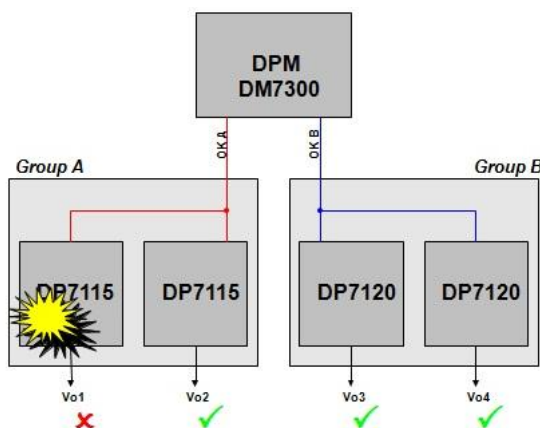 DPM
DM7300
OK A
OK B
Group A
Group B
DP7115
DP7115
DP7120
DP7120
Vo1
Vo2
Vo3
Vo4